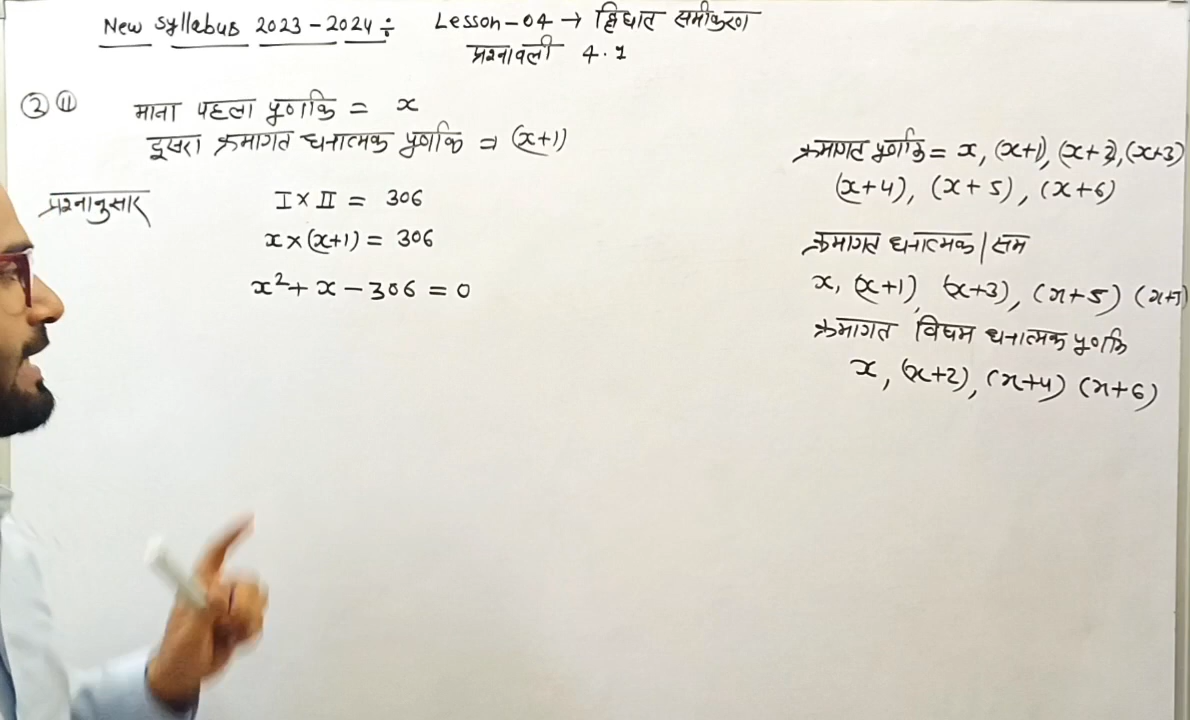 New Syllabus 2023-2024 ÷ Lesson-04 → द्विघात समीकरण
प्रश्नावली 4.1
② ⑪ माना पहला पूर्णांक = x
दूसरा क्रमागत धनात्मक पूर्णांक = (x+1)
प्रश्नानुसार I × II = 306
x×(x+1) = 306
x²+ x - 306 = 0
क्रमागत पूर्णांक = x, (x+1), (x+2), (x+3)
(x+4), (x+5), (x+6)
क्रमागत धनात्मक / सम
x, (x+1), (x+3), (x+5) (x+7)
क्रमागत विषम धनात्मक पूर्णांक
x, (x+2), (x+4) (x+6)